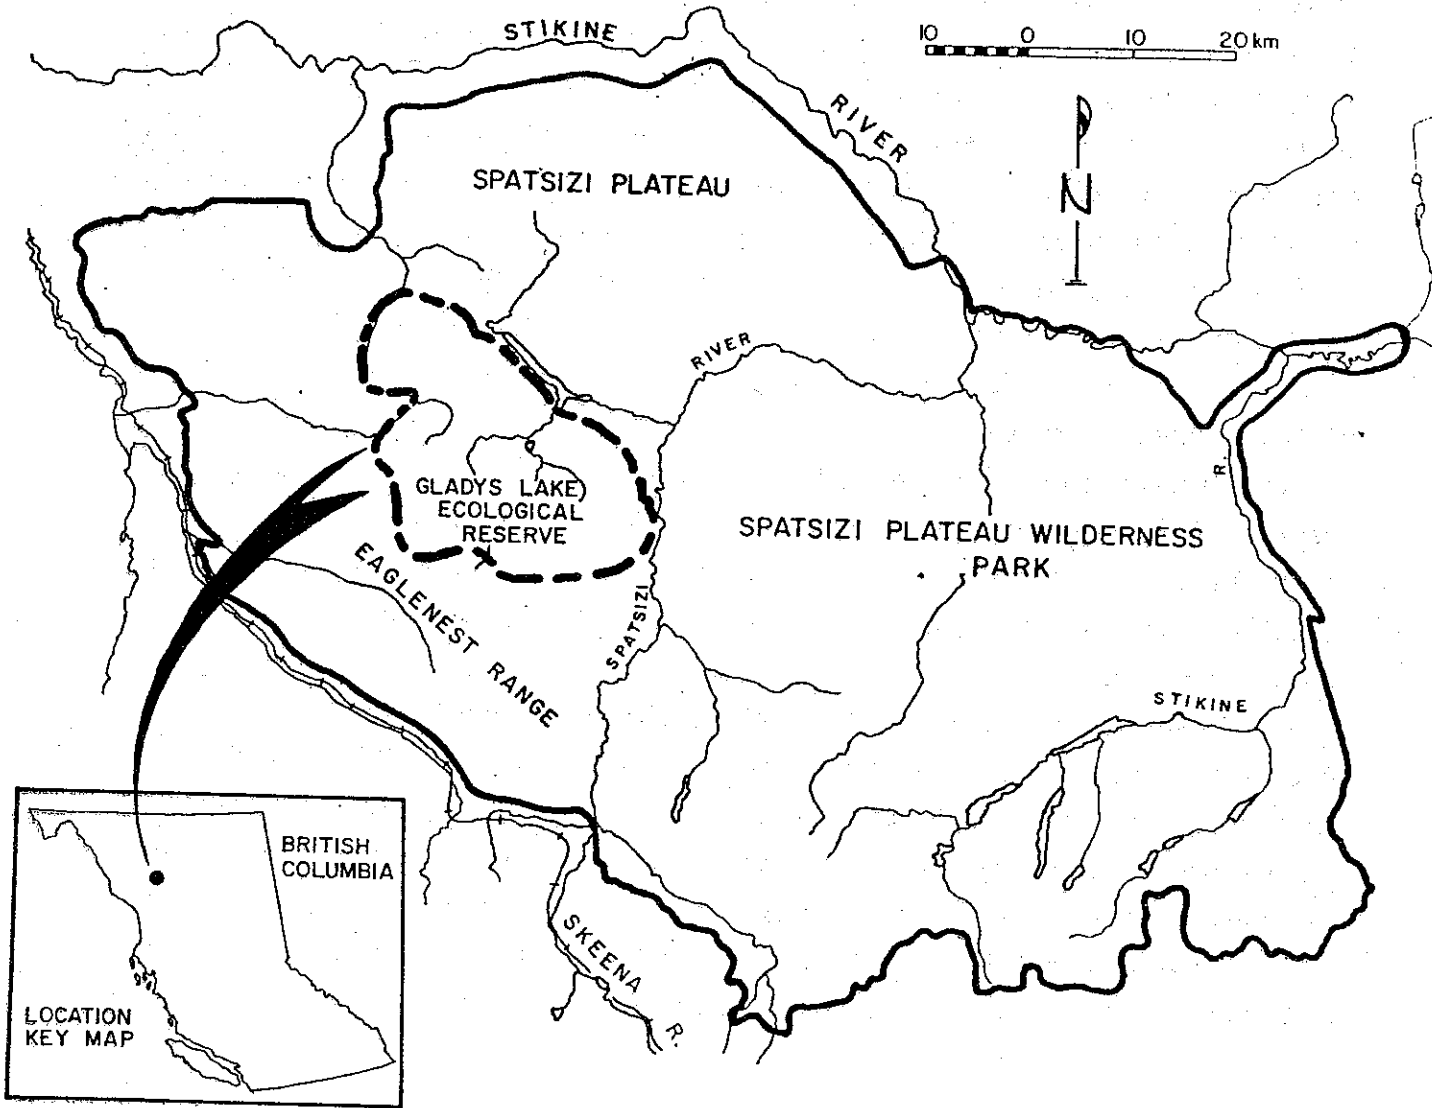 STIKINE
RIVER
10 0 10 20 km
N
SPATSIZI PLATEAU
RIVER
R.
GLADYS LAKE)
ECOLOGICAL
RESERVE
SPATSIZI PLATEAU WILDERNESS
PARK
EAGLENEST RANGE
SPATSIZI
STIKINE
BRITISH
COLUMBIA
SKEENA
R.
LOCATION
KEY MAP